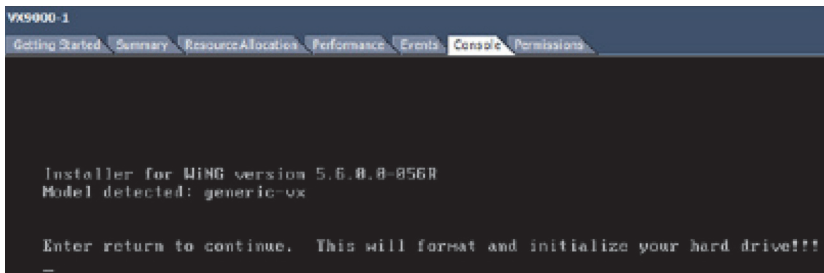 VX9000-1
Getting Started Summary Resource Allocation Performance Events Console Permissions
Installer for WiNG version 5.6.0.0-056R
Model detected: generic-vx
Enter return to continue. This will format and initialize your hard drive!!!